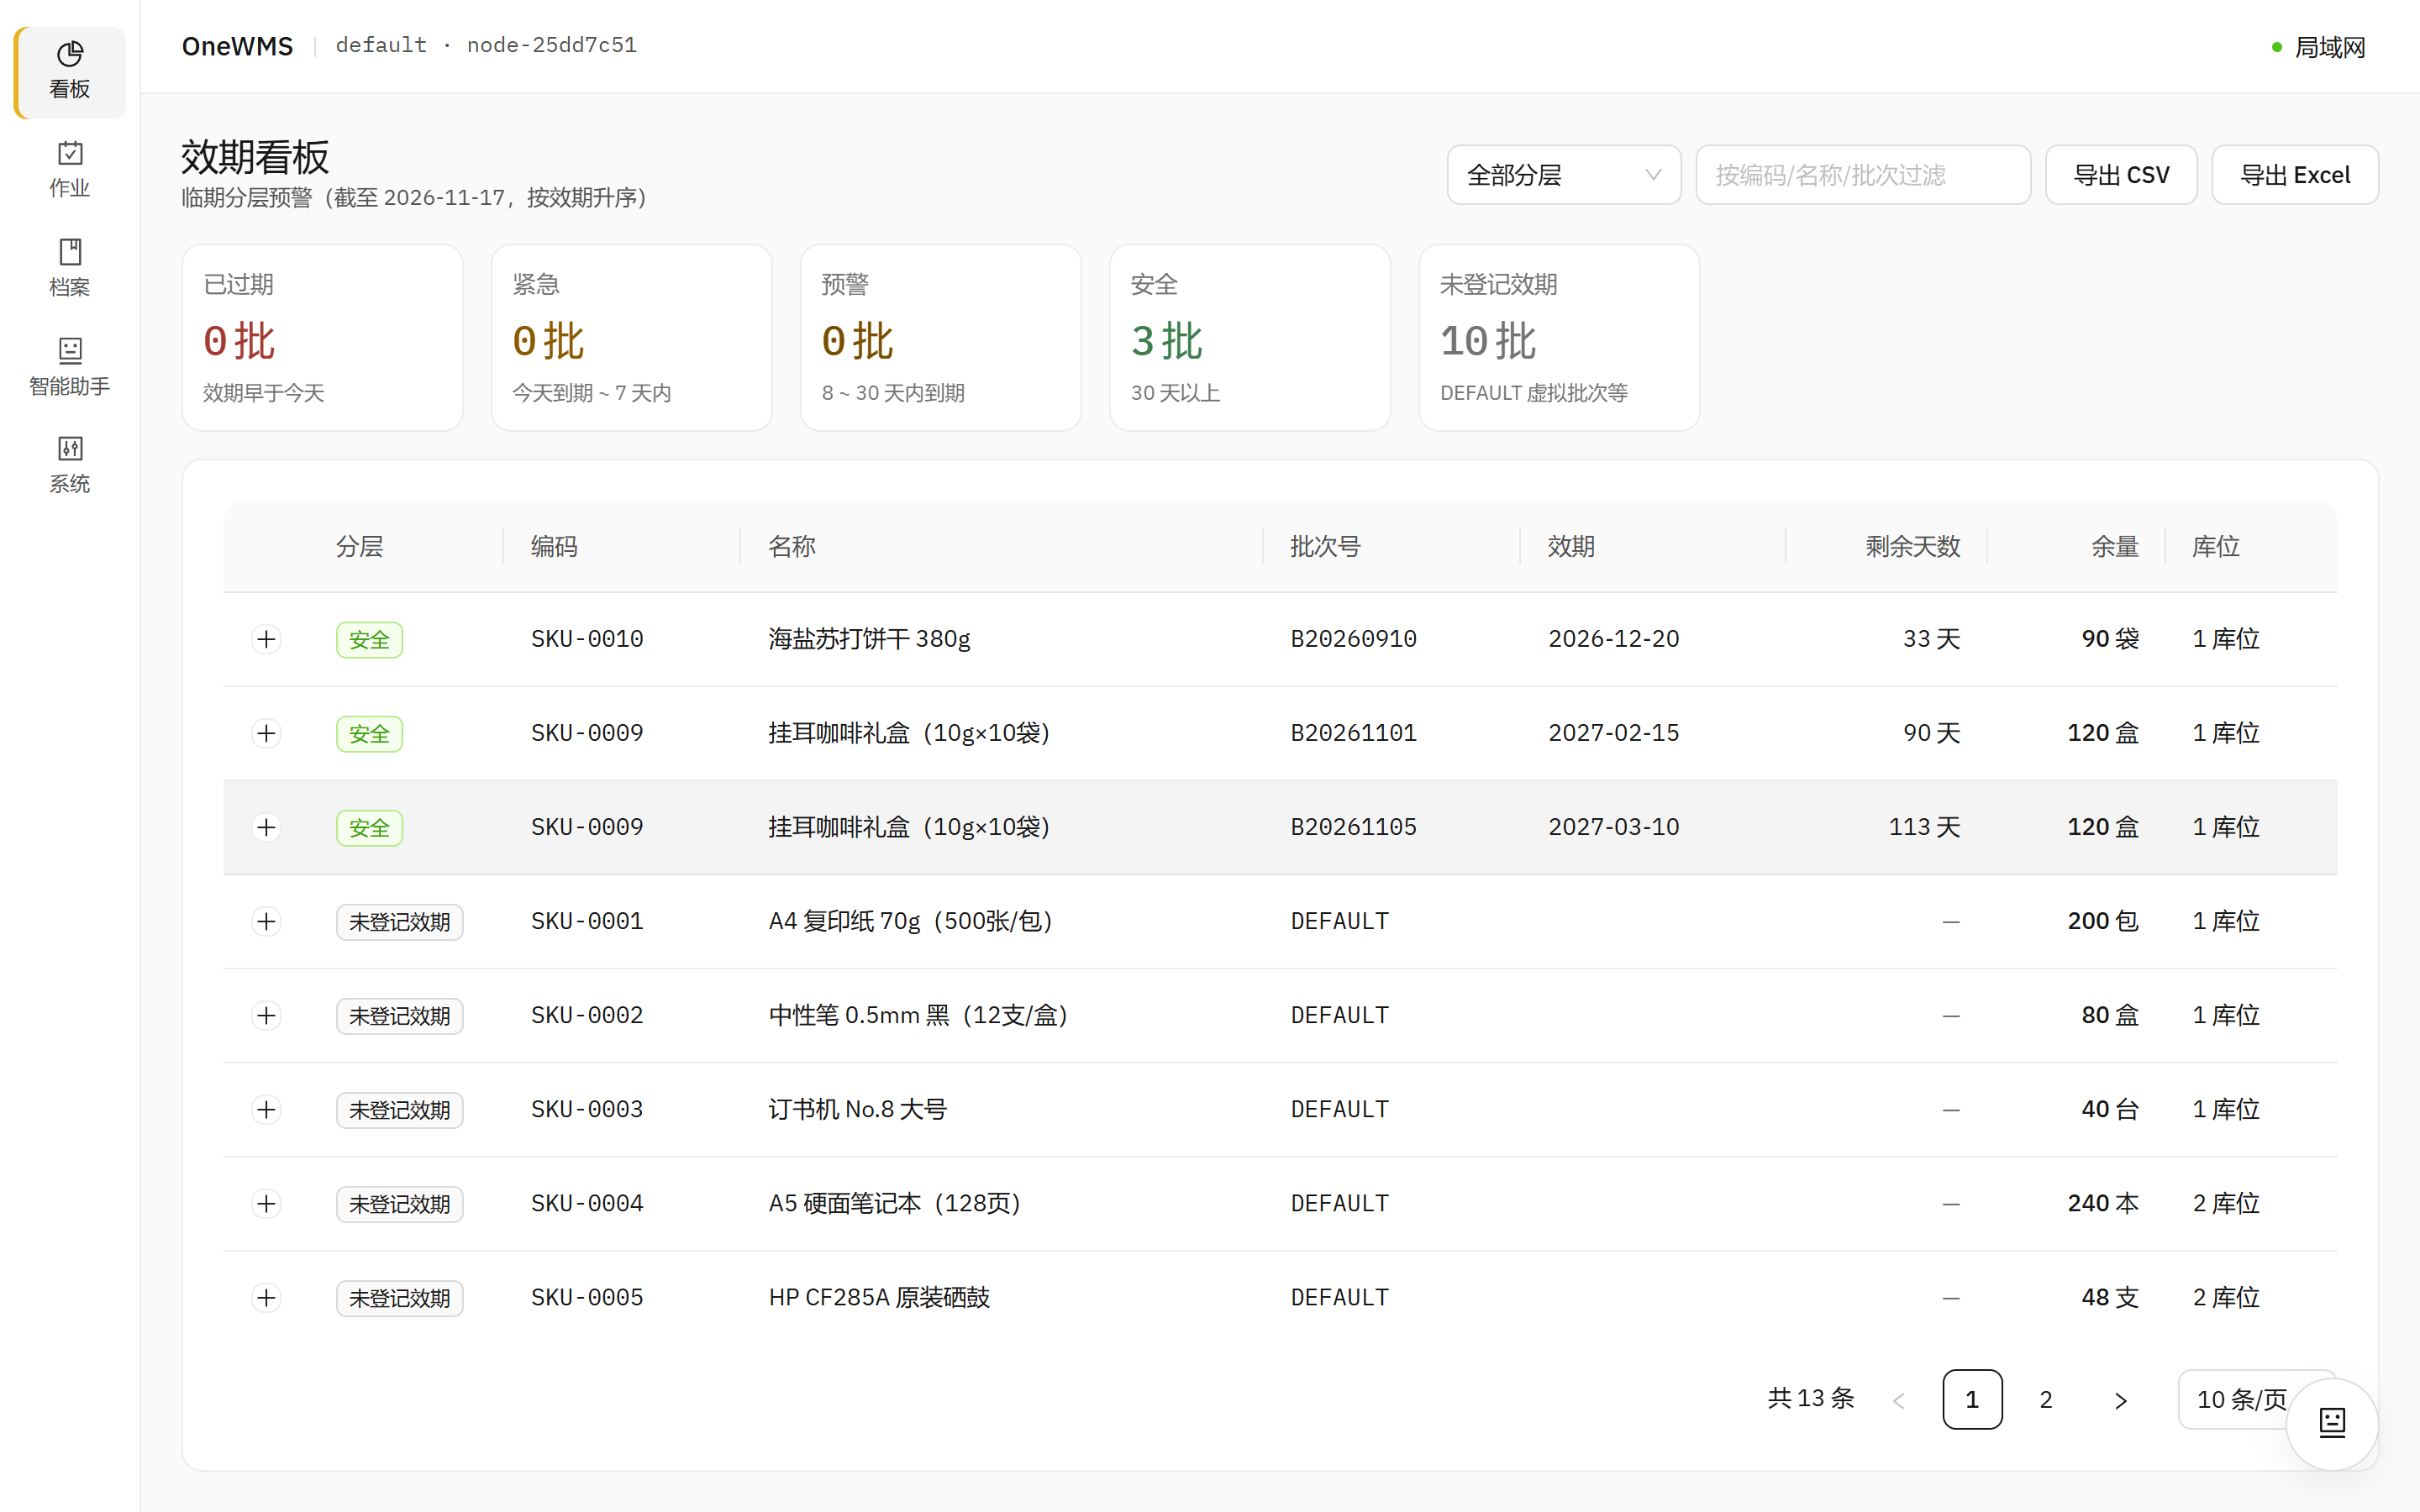 看板
作业
档案
智能助手
系统
OneWMS default · node-25dd7c51
局域网
效期看板
临期分层预警（截至 2026-11-17，按效期升序）
全部分层
按编码/名称/批次过滤
导出 CSV
导出 Excel
已过期
0 批
效期早于今天
紧急
0 批
今天到期 ~ 7 天内
预警
0 批
8 ~ 30 天内到期
安全
3 批
30 天以上
未登记效期
10 批
DEFAULT 虚拟批次等
分层 编码 名称 批次号 效期 剩余天数 余量 库位
安全 SKU-0010 海盐苏打饼干 380g B20260910 2026-12-20 33 天 90 袋 1 库位
安全 SKU-0009 挂耳咖啡礼盒（10g×10袋） B20261101 2027-02-15 90 天 120 盒 1 库位
安全 SKU-0009 挂耳咖啡礼盒（10g×10袋） B20261105 2027-03-10 113 天 120 盒 1 库位
未登记效期 SKU-0001 A4 复印纸 70g（500张/包） DEFAULT — 200 包 1 库位
未登记效期 SKU-0002 中性笔 0.5mm 黑（12支/盒） DEFAULT — 80 盒 1 库位
未登记效期 SKU-0003 订书机 No.8 大号 DEFAULT — 40 台 1 库位
未登记效期 SKU-0004 A5 硬面笔记本（128页） DEFAULT — 240 本 2 库位
未登记效期 SKU-0005 HP CF285A 原装硒鼓 DEFAULT — 48 支 2 库位
共 13 条 < 1 2 > 10 条/页